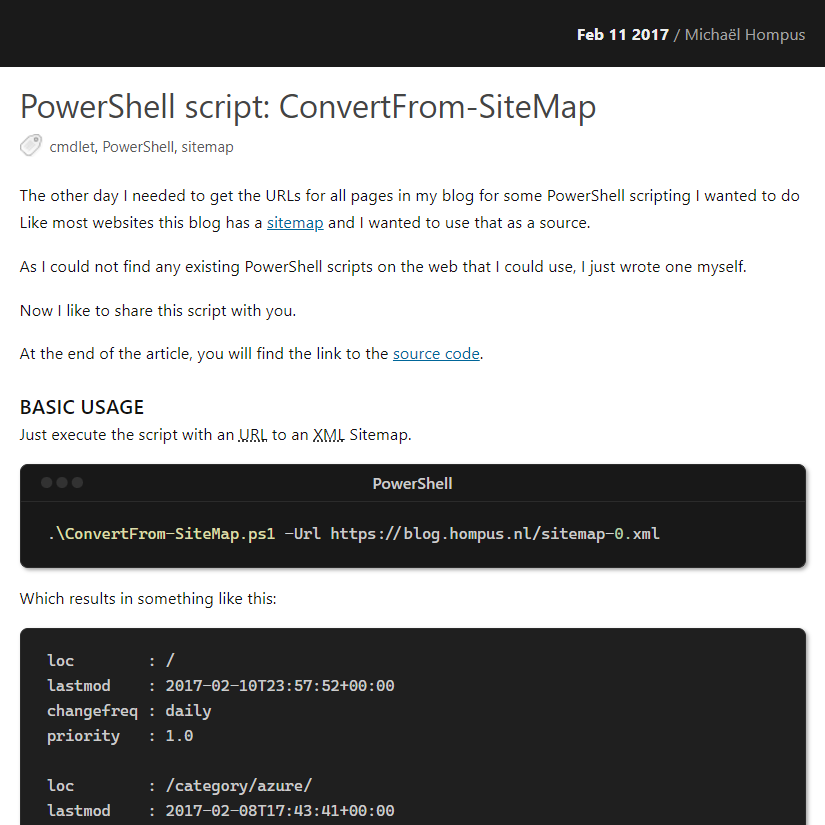 Feb 11 2017 / Michaël Hompus
PowerShell script: ConvertFrom-SiteMap
cmdlet, PowerShell, sitemap
The other day I needed to get the URLs for all pages in my blog for some PowerShell scripting I wanted to do
Like most websites this blog has a sitemap and I wanted to use that as a source.
As I could not find any existing PowerShell scripts on the web that I could use, I just wrote one myself.
Now I like to share this script with you.
At the end of the article, you will find the link to the source code.
BASIC USAGE
Just execute the script with an URL to an XML Sitemap.
PowerShell
.\ConvertFrom-SiteMap.ps1 -Url https://blog.hompus.nl/sitemap-0.xml
Which results in something like this:
loc        : /
lastmod    : 2017-02-10T23:57:52+00:00
changefreq : daily
priority   : 1.0
loc        : /category/azure/
lastmod    : 2017-02-08T17:43:41+00:00